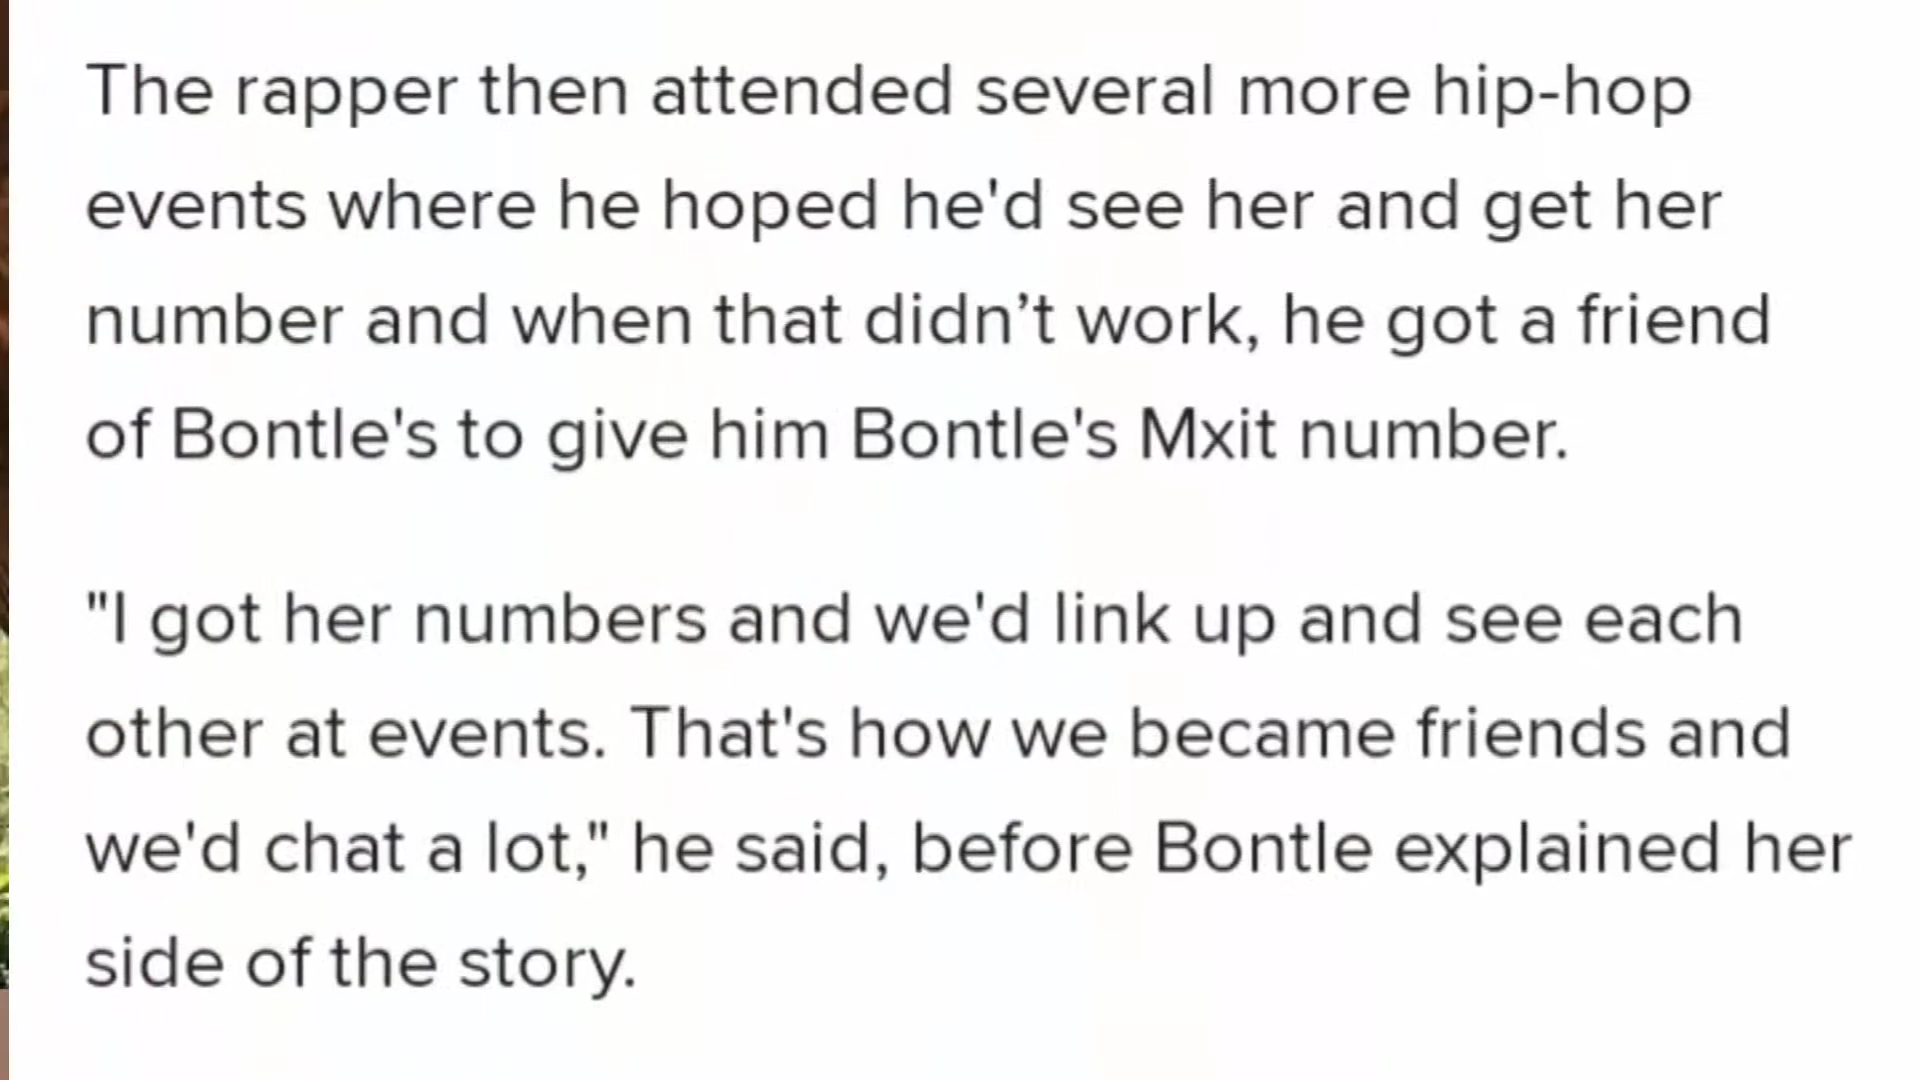 The rapper then attended several more hip-hop
events where he hoped he'd see her and get her
number and when that didn’t work, he got a friend
of Bontle's to give him Bontle's Mxit number.
"I got her numbers and we'd link up and see each
other at events. That's how we became friends and
we'd chat a lot," he said, before Bontle explained her
side of the story.